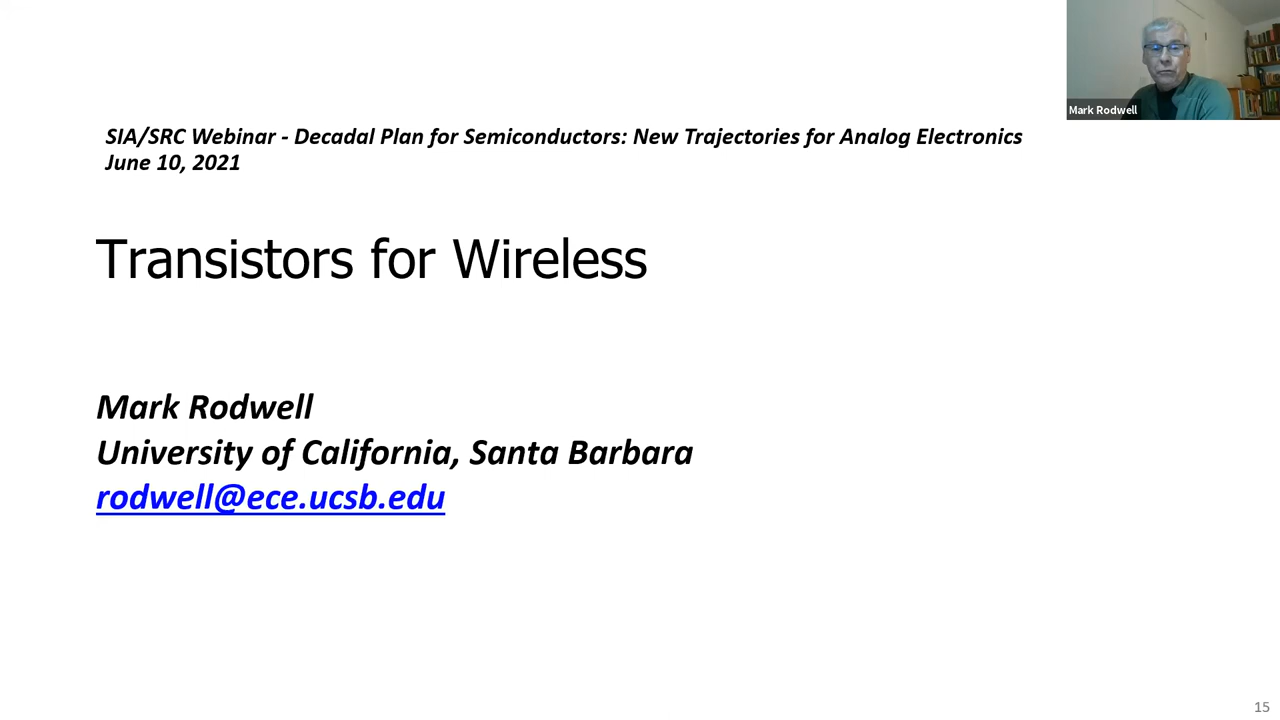 SIA/SRC Webinar - Decadal Plan for Semiconductors: New Trajectories for Analog Electronics
June 10, 2021
Mark Rodwell
Transistors for Wireless
Mark Rodwell
University of California, Santa Barbara
rodwell@ece.ucsb.edu
15